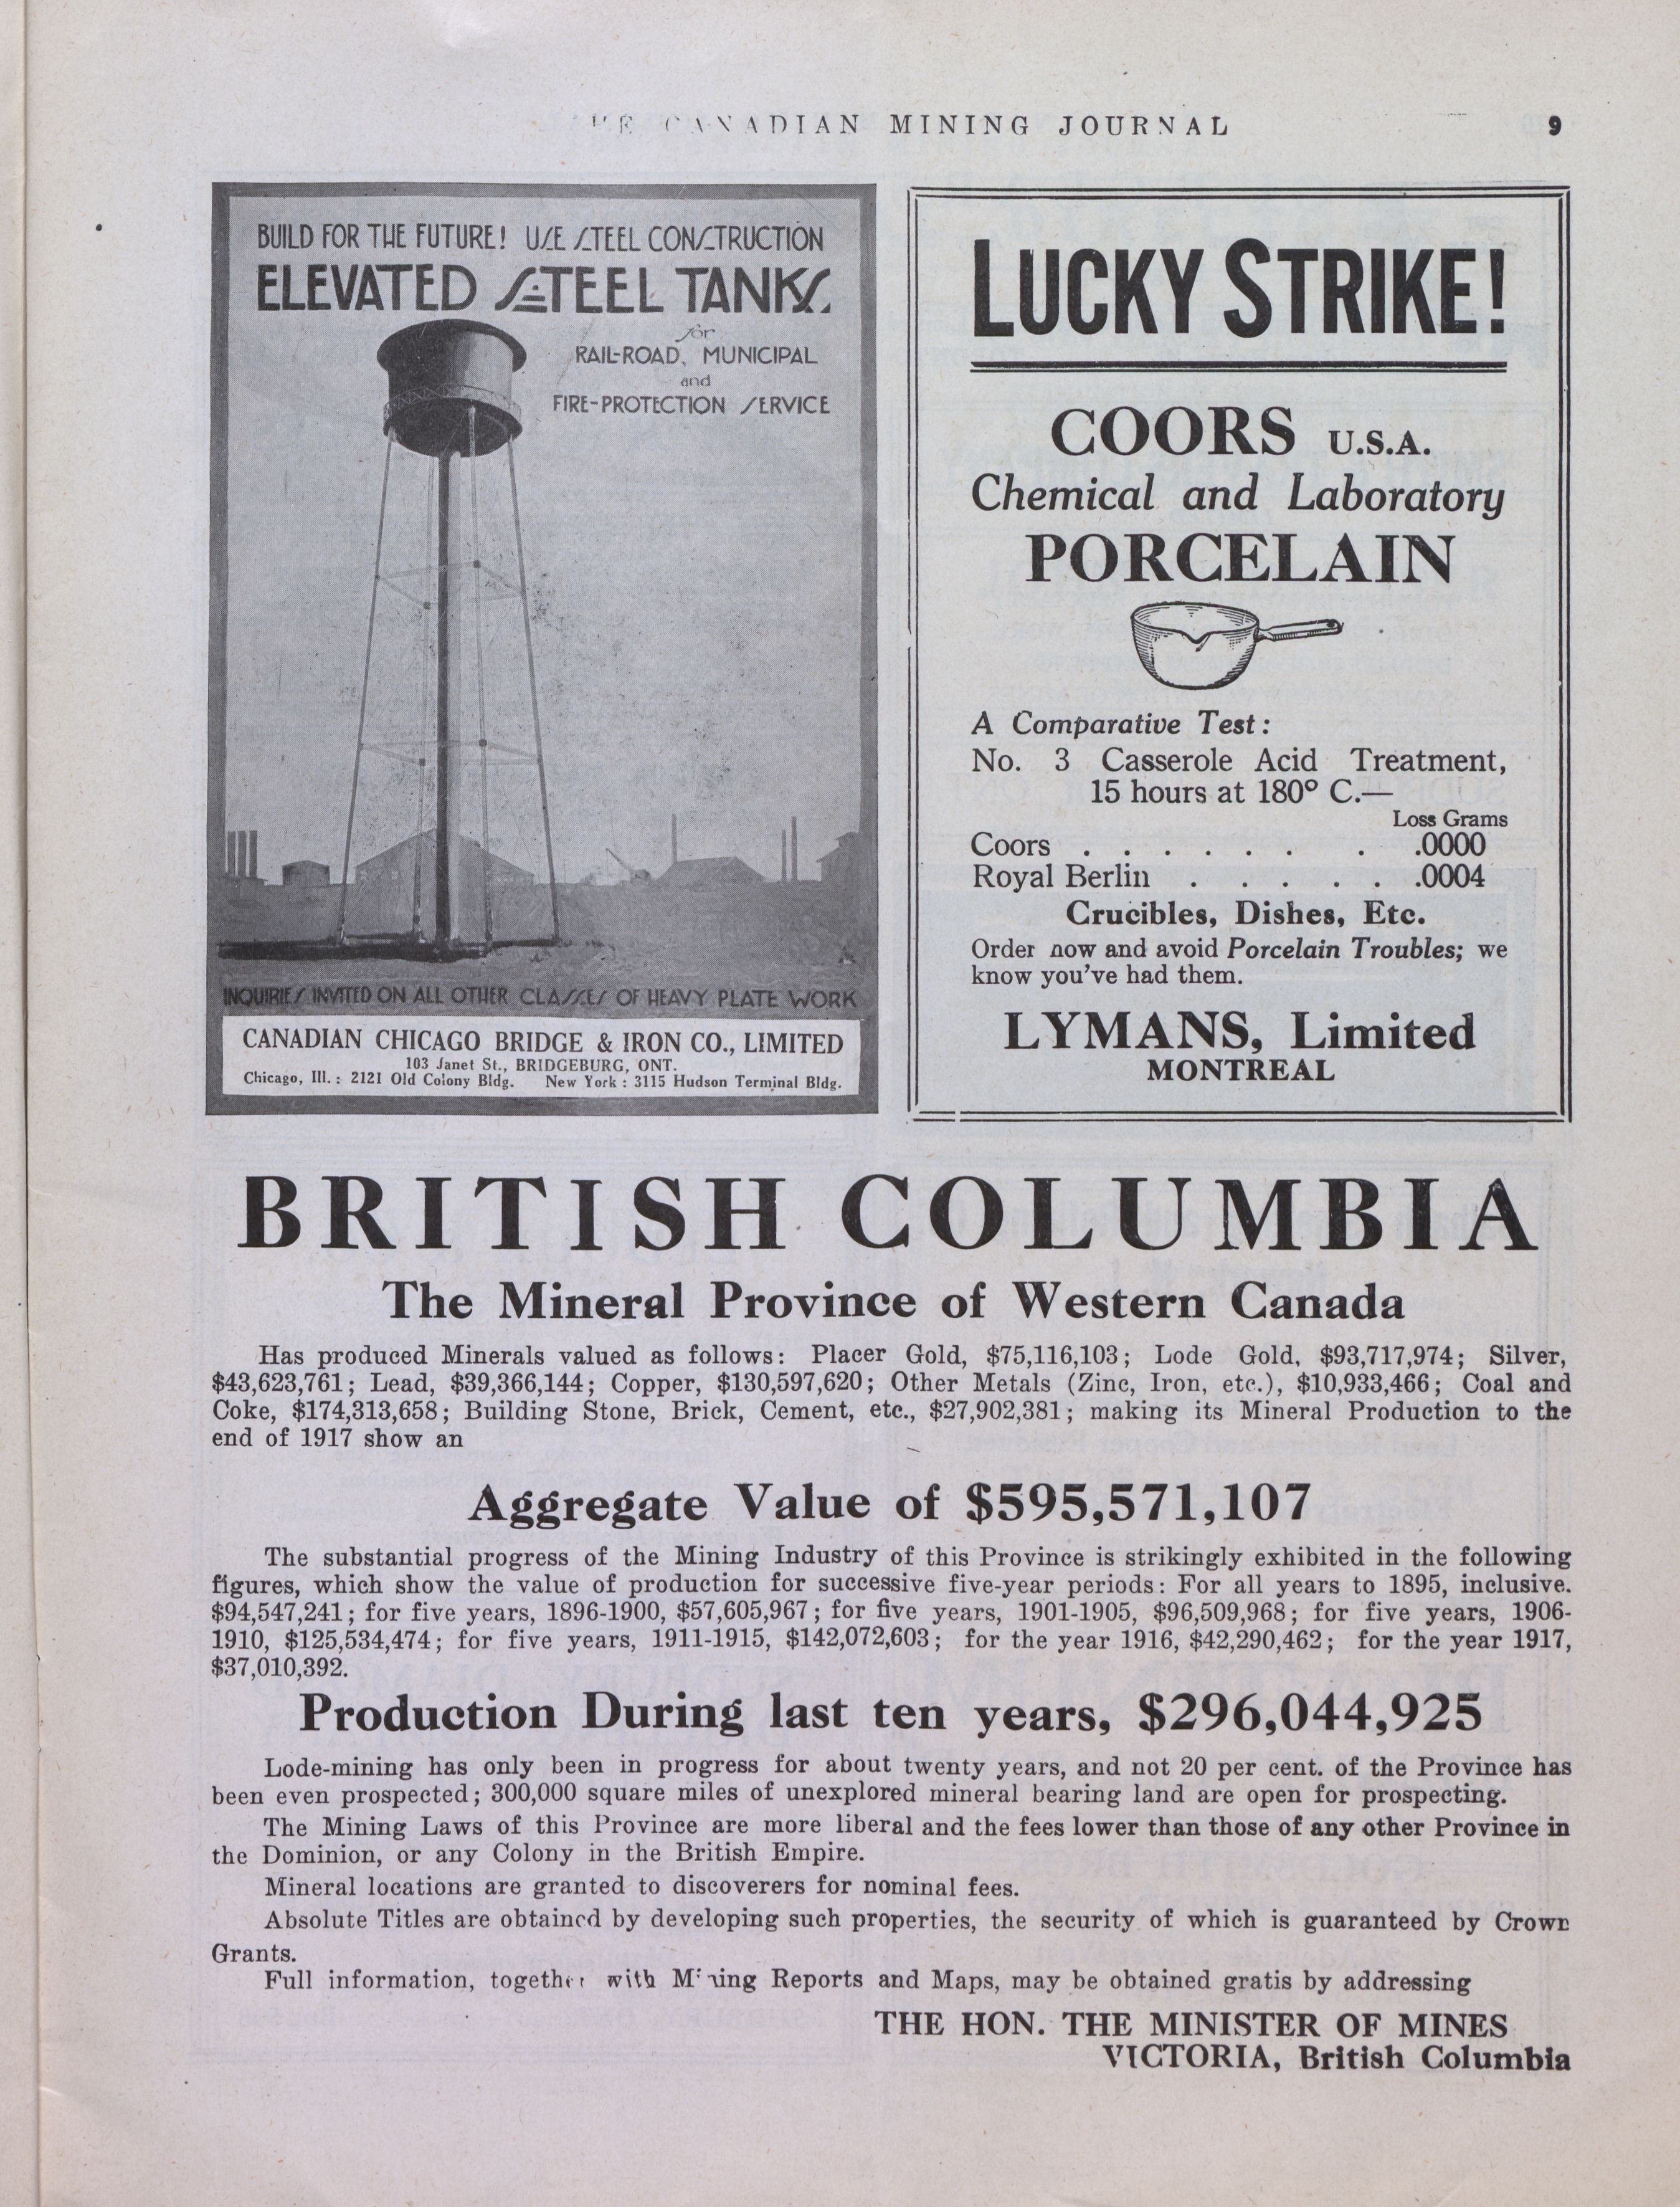 CANADIAN MINING JOURNAL
9
BUILD FOR THE FUTURE! USE STEEL CONSTRUCTION
ELEVATED STEEL TANKS
for
RAIL-ROAD, MUNICIPAL
and
FIRE-PROTECTION SERVICE
INQUIRIES INVITED ON ALL OTHER CLASSES OF HEAVY PLATE WORK
CANADIAN CHICAGO BRIDGE & IRON CO., LIMITED
103 Janet St., BRIDGEBURG, ONT.
Chicago, Ill.: 2121 Old Colony Bldg. New York: 3115 Hudson Terminal Bldg.
LUCKY STRIKE!
COORS U.S.A.
Chemical and Laboratory
PORCELAIN
A Comparative Test:
No. 3 Casserole Acid Treatment,
15 hours at 180° C.—
Loss Grams
Coors . . . . . . . .0000
Royal Berlin . . . . . .0004
Crucibles, Dishes, Etc.
Order now and avoid Porcelain Troubles; we
know you've had them.
LYMANS, Limited
MONTREAL
BRITISH COLUMBIA
The Mineral Province of Western Canada
Has produced Minerals valued as follows: Placer Gold, $75,116,103; Lode Gold, $93,717,974; Silver,
$43,623,761; Lead, $39,366,144; Copper, $130,597,620; Other Metals (Zinc, Iron, etc.), $10,933,466; Coal and
Coke, $174,313,658; Building Stone, Brick, Cement, etc., $27,902,381; making its Mineral Production to the
end of 1917 show an
Aggregate Value of $595,571,107
The substantial progress of the Mining Industry of this Province is strikingly exhibited in the following
figures, which show the value of production for successive five-year periods: For all years to 1895, inclusive.
$94,547,241; for five years, 1896-1900, $57,605,967; for five years, 1901-1905, $96,509,968; for five years, 1906-
1910, $125,534,474; for five years, 1911-1915, $142,072,603; for the year 1916, $42,290,462; for the year 1917,
$37,010,392.
Production During last ten years, $296,044,925
Lode-mining has only been in progress for about twenty years, and not 20 per cent. of the Province has
been even prospected; 300,000 square miles of unexplored mineral bearing land are open for prospecting.
The Mining Laws of this Province are more liberal and the fees lower than those of any other Province in
the Dominion, or any Colony in the British Empire.
Mineral locations are granted to discoverers for nominal fees.
Absolute Titles are obtained by developing such properties, the security of which is guaranteed by Crown
Grants.
Full information, together with Mining Reports and Maps, may be obtained gratis by addressing
THE HON. THE MINISTER OF MINES
VICTORIA, British Columbia